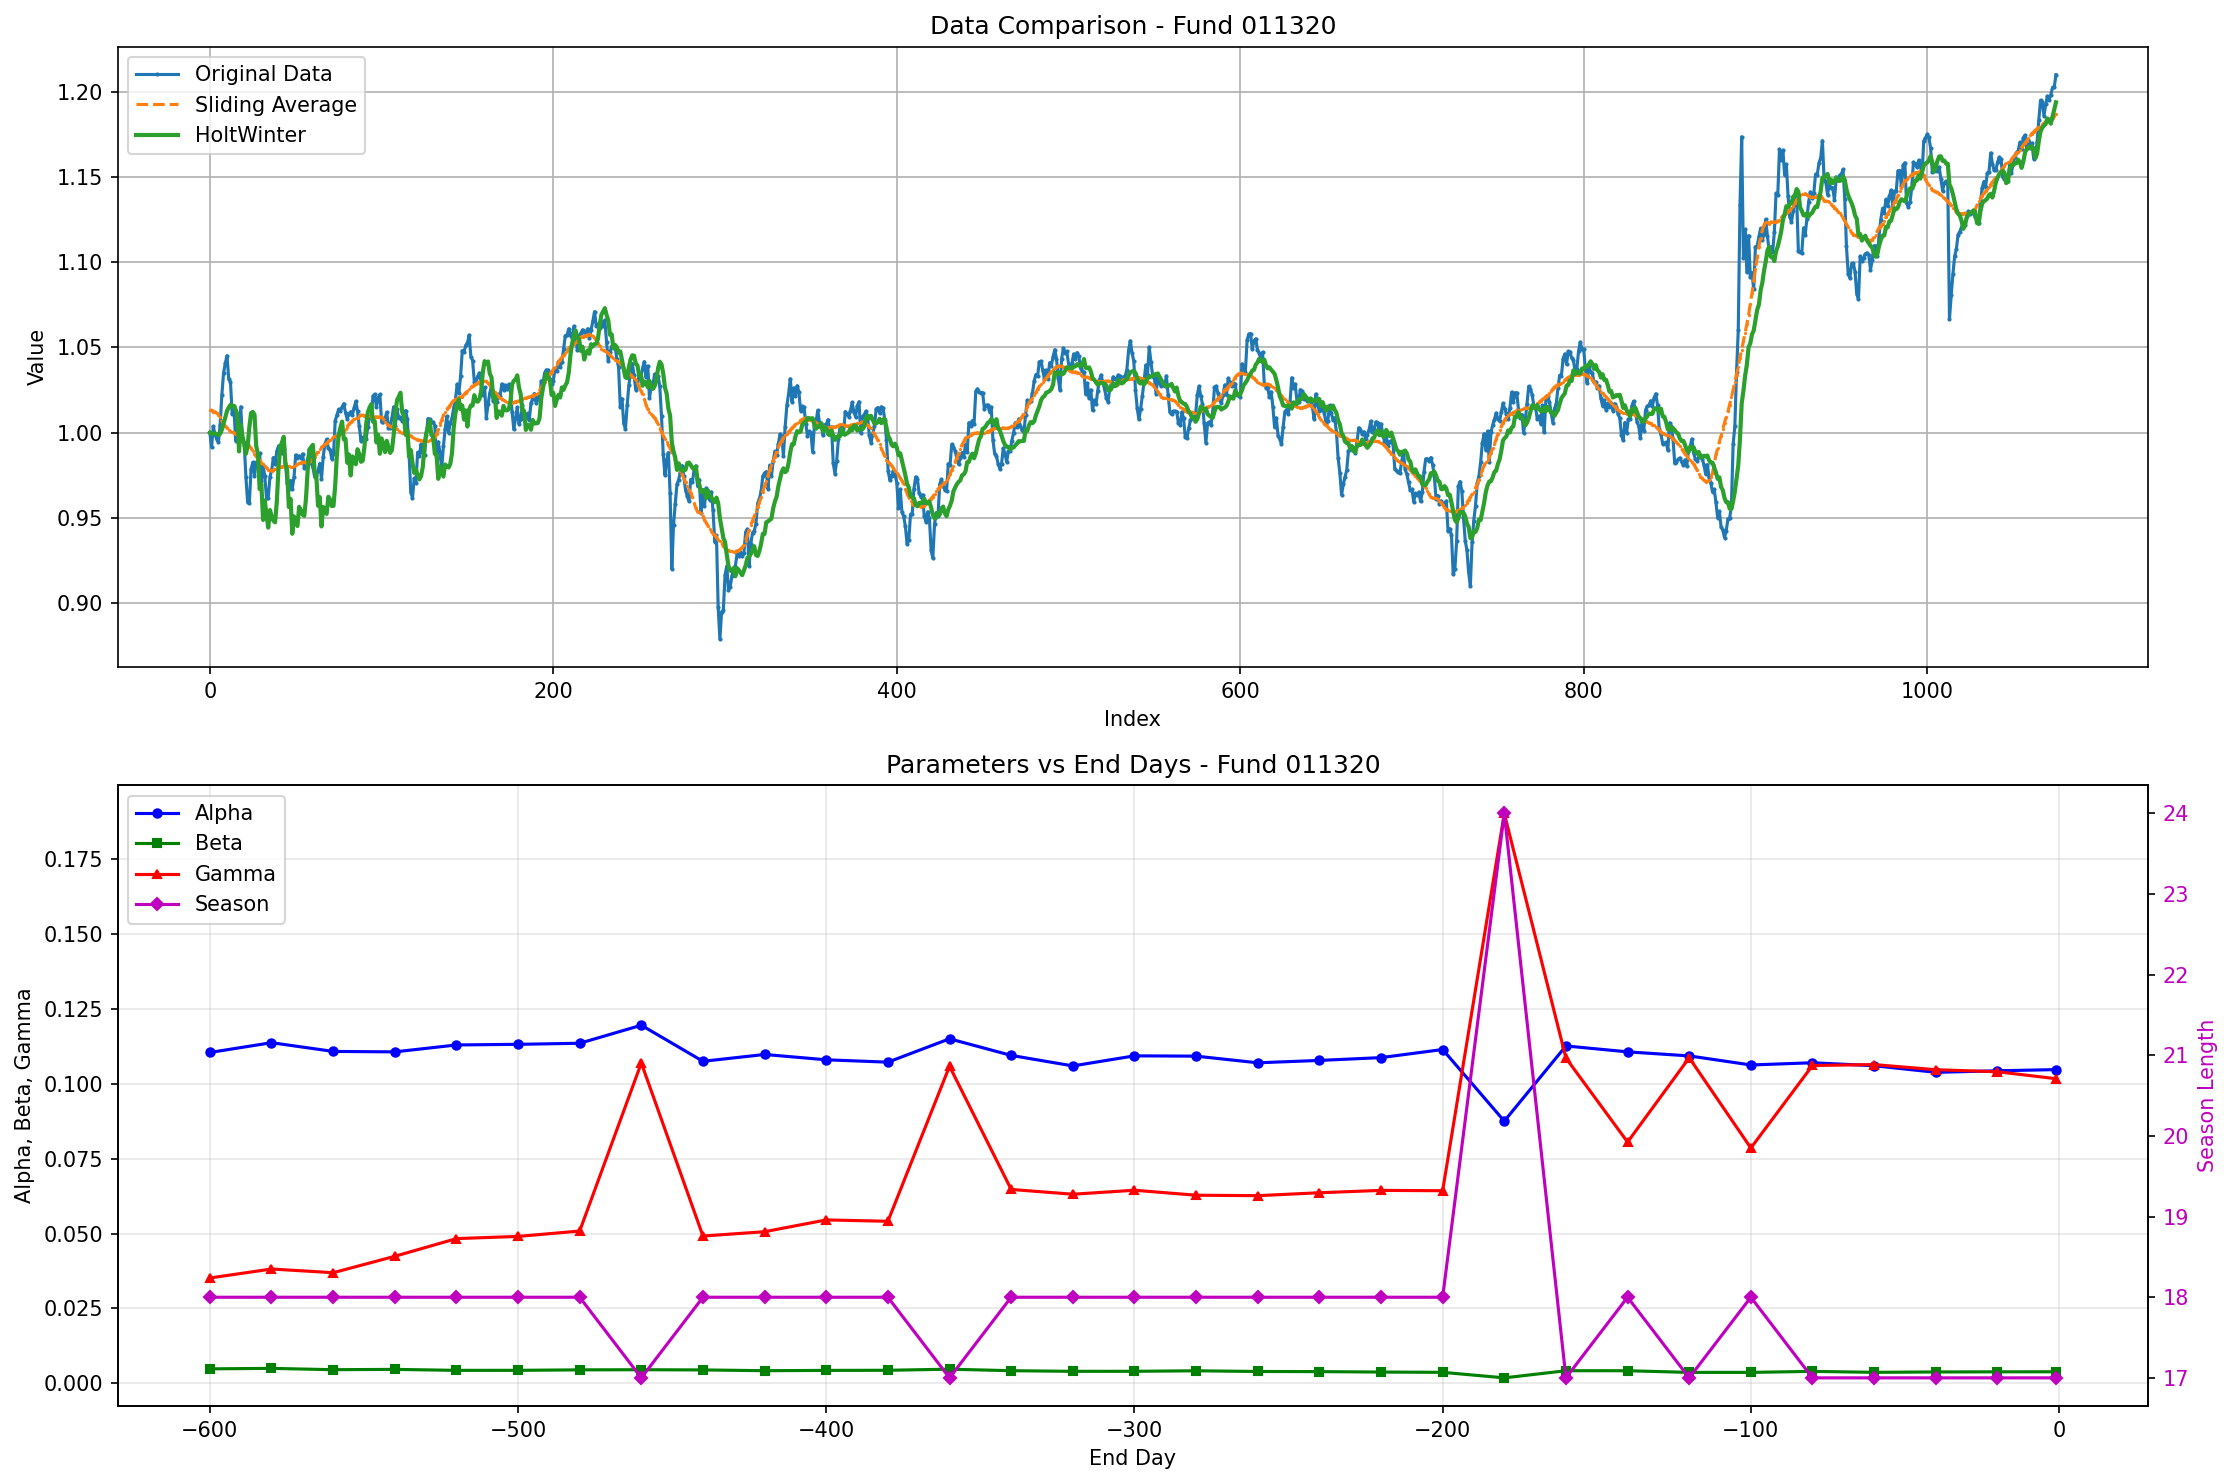 Data Comparison - Fund 011320
Original Data
Sliding Average
HoltWinter
1.20
1.15
1.10
1.05
1.00
0.95
0.90
Value
0 200 400 600 800 1000
Index
Parameters vs End Days - Fund 011320
Alpha
Beta
Gamma
Season
0.175
0.150
0.125
0.100
0.075
0.050
0.025
0.000
Alpha, Beta, Gamma
24
23
22
21
20
19
18
17
Season Length
−600 −500 −400 −300 −200 −100 0
End Day